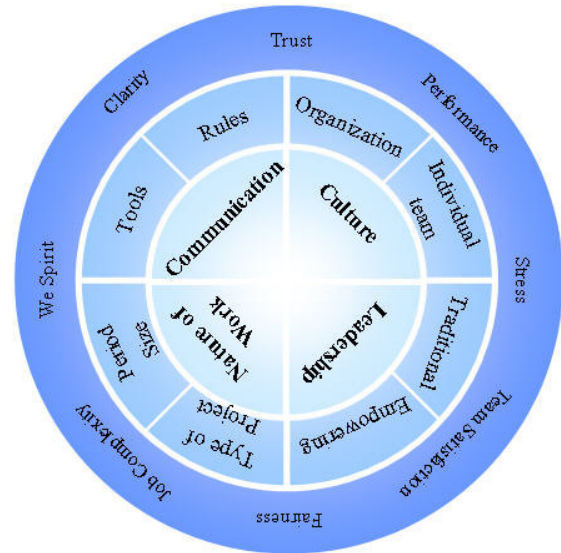 Trust
Performance
Stress
Team Satisfaction
Fairness
Job Complexity
We Spirit
Clarity
Organization
Individual
team
Traditional
Empowering
Type of
Project
Period
Size
Tools
Rules
Communication
Culture
Leadership
Nature of
Work